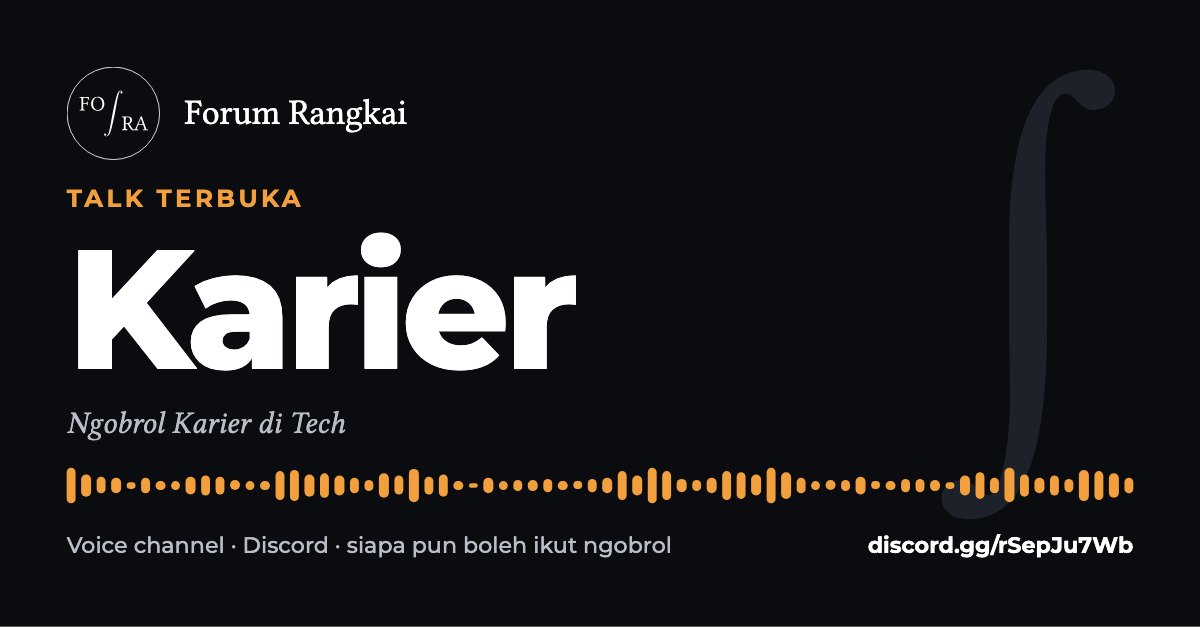 FO
RA
Forum Rangkai
TALK TERBUKA
Karier
Ngobrol Karier di Tech
Voice channel · Discord · siapa pun boleh ikut ngobrol
discord.gg/rSepJu7Wb